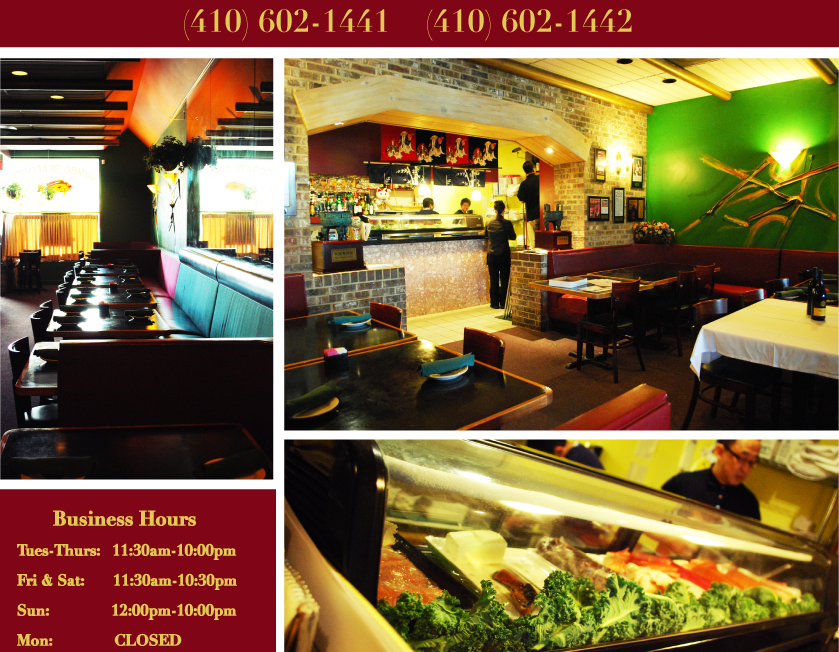 (410) 602-1441 (410) 602-1442
Business Hours
Tues-Thurs: 11:30am-10:00pm
Fri & Sat: 11:30am-10:30pm
Sun: 12:00pm-10:00pm
Mon: CLOSED